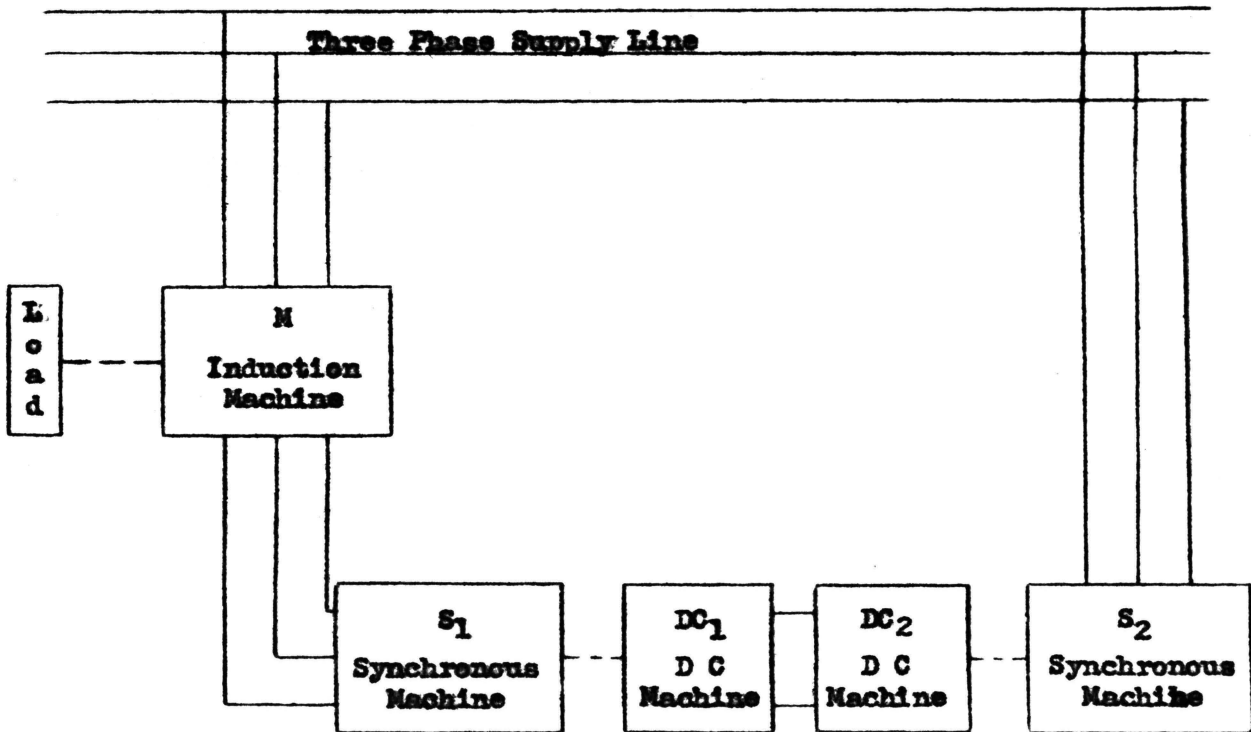 Three Phase Supply Line
L
o
a
d
M
Induction
Machine
S1
Synchronous
Machine
DC1
D C
Machine
DC2
D C
Machine
S2
Synchronous
Machine